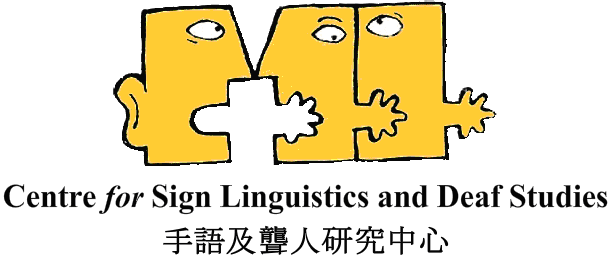 Centre for Sign Linguistics and Deaf Studies
手語及聾人研究中心